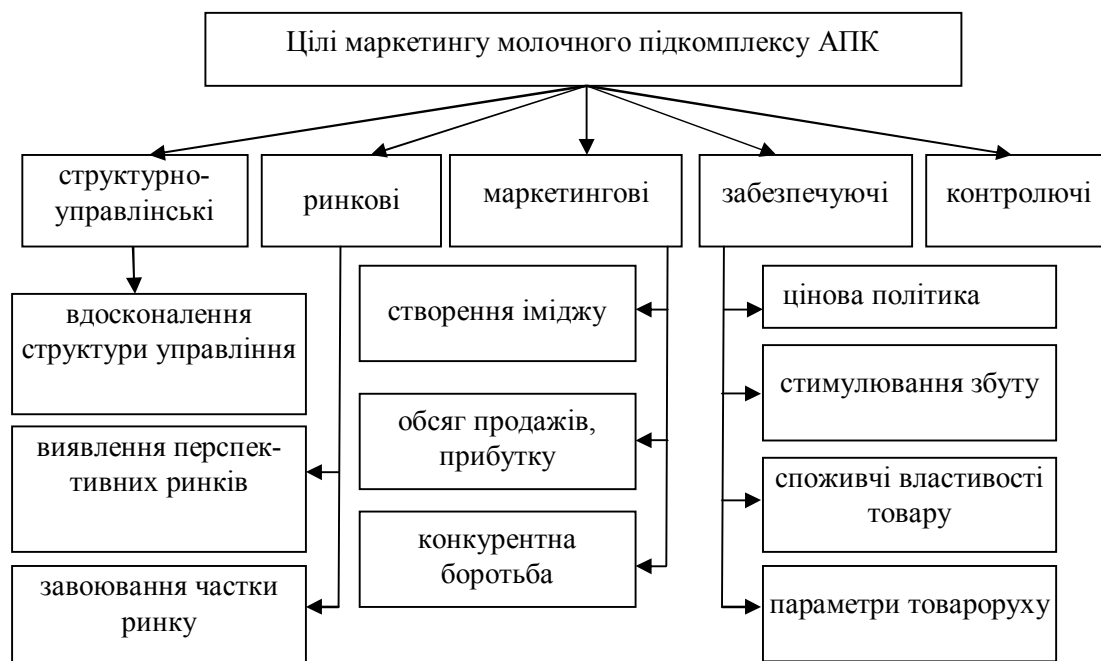 Цілі маркетингу молочного підкомплексу АПК
структурно-
управлінські
ринкові
маркетингові
забезпечуючі
контролючі
вдосконалення
структури управління
виявлення перспек-
тивних ринків
завоювання частки
ринку
створення іміджу
обсяг продажів,
прибутку
конкурентна
боротьба
цінова політика
стимулювання збуту
споживчі властивості
товару
параметри товароруху